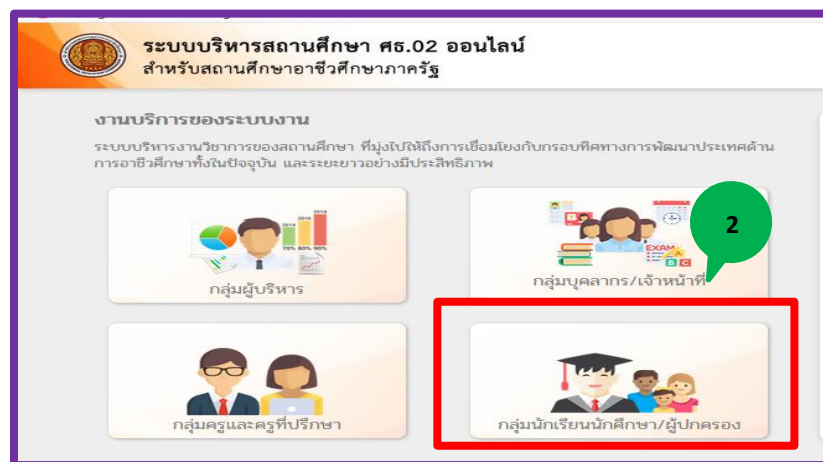 ระบบบริหารสถานศึกษา ศธ.02 ออนไลน์
สำหรับสถานศึกษาอาชีวศึกษาภาครัฐ
งานบริการของระบบงาน
ระบบบริหารงานวิชาการของสถานศึกษา ที่มุ่งไปให้ถึงการเชื่อมโยงกับกรอบทิศทางการพัฒนาประเทศด้าน
การอาชีวศึกษาทั้งในปัจจุบัน และระยะยาวอย่างมีประสิทธิภาพ
2014 2016 2018
70% 80% 90%
กลุ่มผู้บริหาร
2
EXAM
A
B C
กลุ่มบุคลากร/เจ้าหน้าที่
กลุ่มครูและครูที่ปรึกษา
กลุ่มนักเรียนนักศึกษา/ผู้ปกครอง